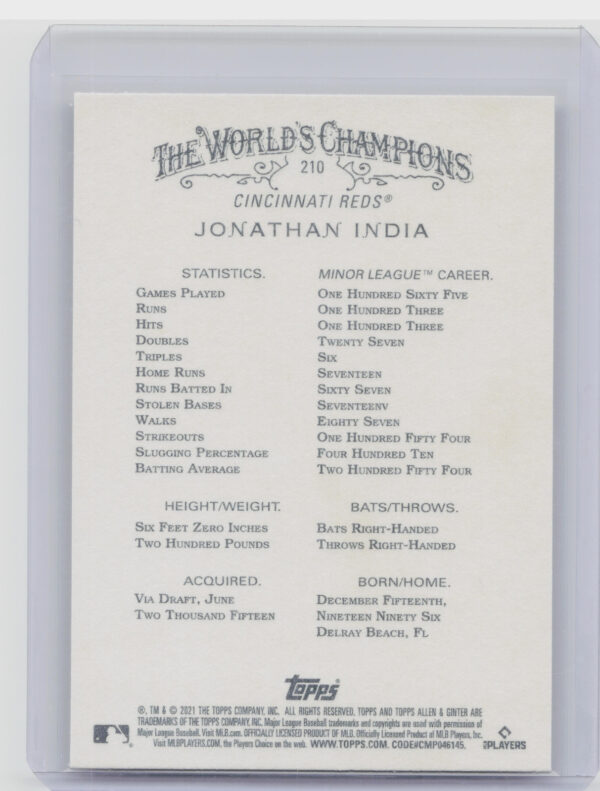 THE WORLD'S CHAMPIONS
210
CINCINNATI REDS®
JONATHAN INDIA
STATISTICS. MINOR LEAGUE™ CAREER.
GAMES PLAYED ONE HUNDRED SIXTY FIVE
RUNS ONE HUNDRED THREE
HITS ONE HUNDRED THREE
DOUBLES TWENTY SEVEN
TRIPLES SIX
HOME RUNS SEVENTEEN
RUNS BATTED IN SIXTY SEVEN
STOLEN BASES SEVENTEENV
WALKS EIGHTY SEVEN
STRIKEOUTS ONE HUNDRED FIFTY FOUR
SLUGGING PERCENTAGE FOUR HUNDRED TEN
BATTING AVERAGE TWO HUNDRED FIFTY FOUR
HEIGHT/WEIGHT. BATS/THROWS.
SIX FEET ZERO INCHES BATS RIGHT-HANDED
TWO HUNDRED POUNDS THROWS RIGHT-HANDED
ACQUIRED. BORN/HOME.
VIA DRAFT, JUNE DECEMBER FIFTEENTH,
TWO THOUSAND FIFTEEN NINETEEN NINETY SIX
DELRAY BEACH, FL
topps®
®, TM & © 2021 THE TOPPS COMPANY, INC. ALL RIGHTS RESERVED. TOPPS AND TOPPS ALLEN & GINTER ARE
TRADEMARKS OF THE TOPPS COMPANY, INC. Major League Baseball trademarks and copyrights are used with permission of
Major League Baseball. Visit MLB.com. OFFICIALLY LICENSED PRODUCT OF MLB. Officially Licensed Product of MLB Players, Inc.
Visit MLBPLAYERS.COM, the Players Choice on the web. WWW.TOPPS.COM. CODE#CMP046145. PLAYERS